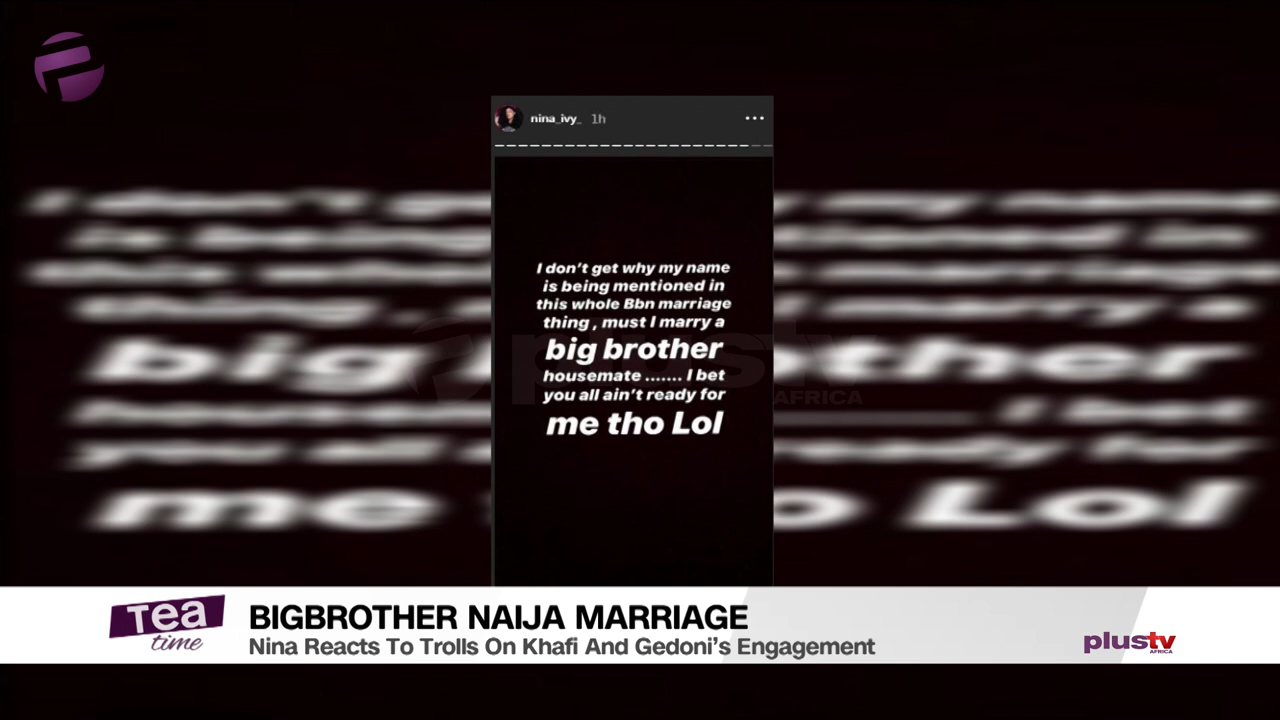 nina_ivy_ 1h
I don't get why my name
is being mentioned in
this whole Bbn marriage
thing , must I marry a
big brother
housemate ....... I bet
you all ain't ready for
me tho Lol
plustv
AFRICA
Tea
time
BIGBROTHER NAIJA MARRIAGE
Nina Reacts To Trolls On Khafi And Gedoni's Engagement
plustv
AFRICA